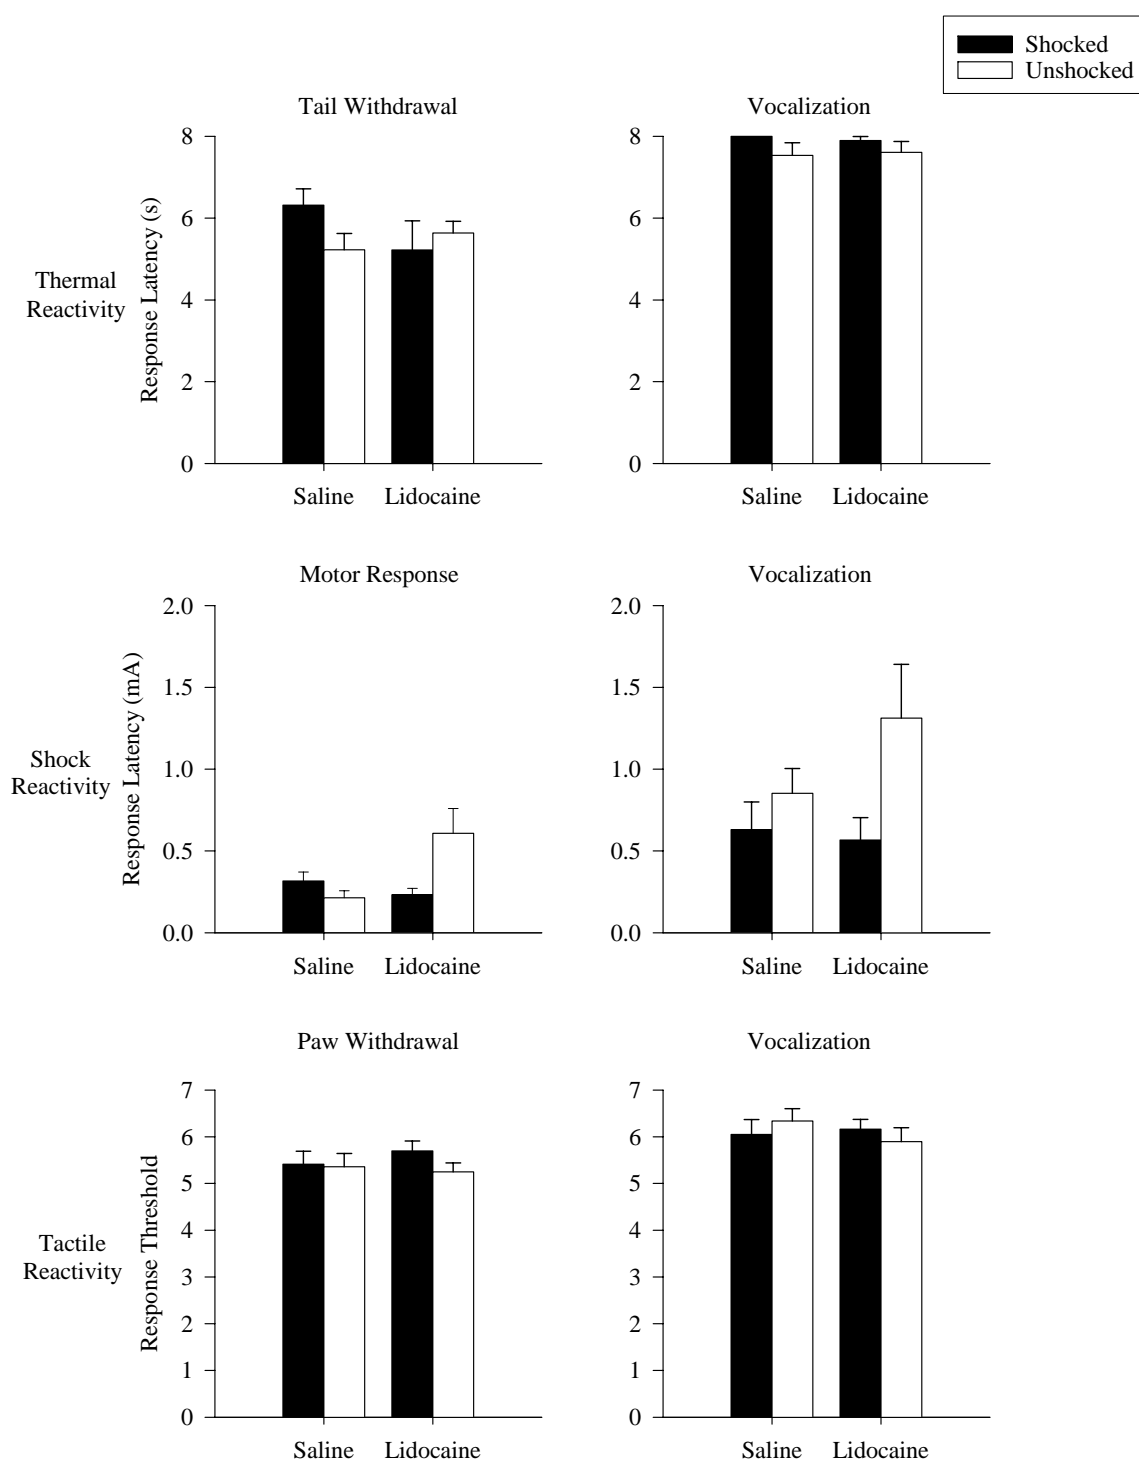 Shocked
Unshocked
Tail Withdrawal
Vocalization
Thermal
Reactivity
Response Latency (s)
8
6
4
2
0
8
6
4
2
0
Saline
Lidocaine
Saline
Lidocaine
Motor Response
Vocalization
Shock
Reactivity
Response Latency (mA)
2.0
1.5
1.0
0.5
0.0
2.0
1.5
1.0
0.5
0.0
Saline
Lidocaine
Saline
Lidocaine
Paw Withdrawal
Vocalization
Tactile
Reactivity
Response Threshold
7
6
5
4
3
2
1
0
7
6
5
4
3
2
1
0
Saline
Lidocaine
Saline
Lidocaine